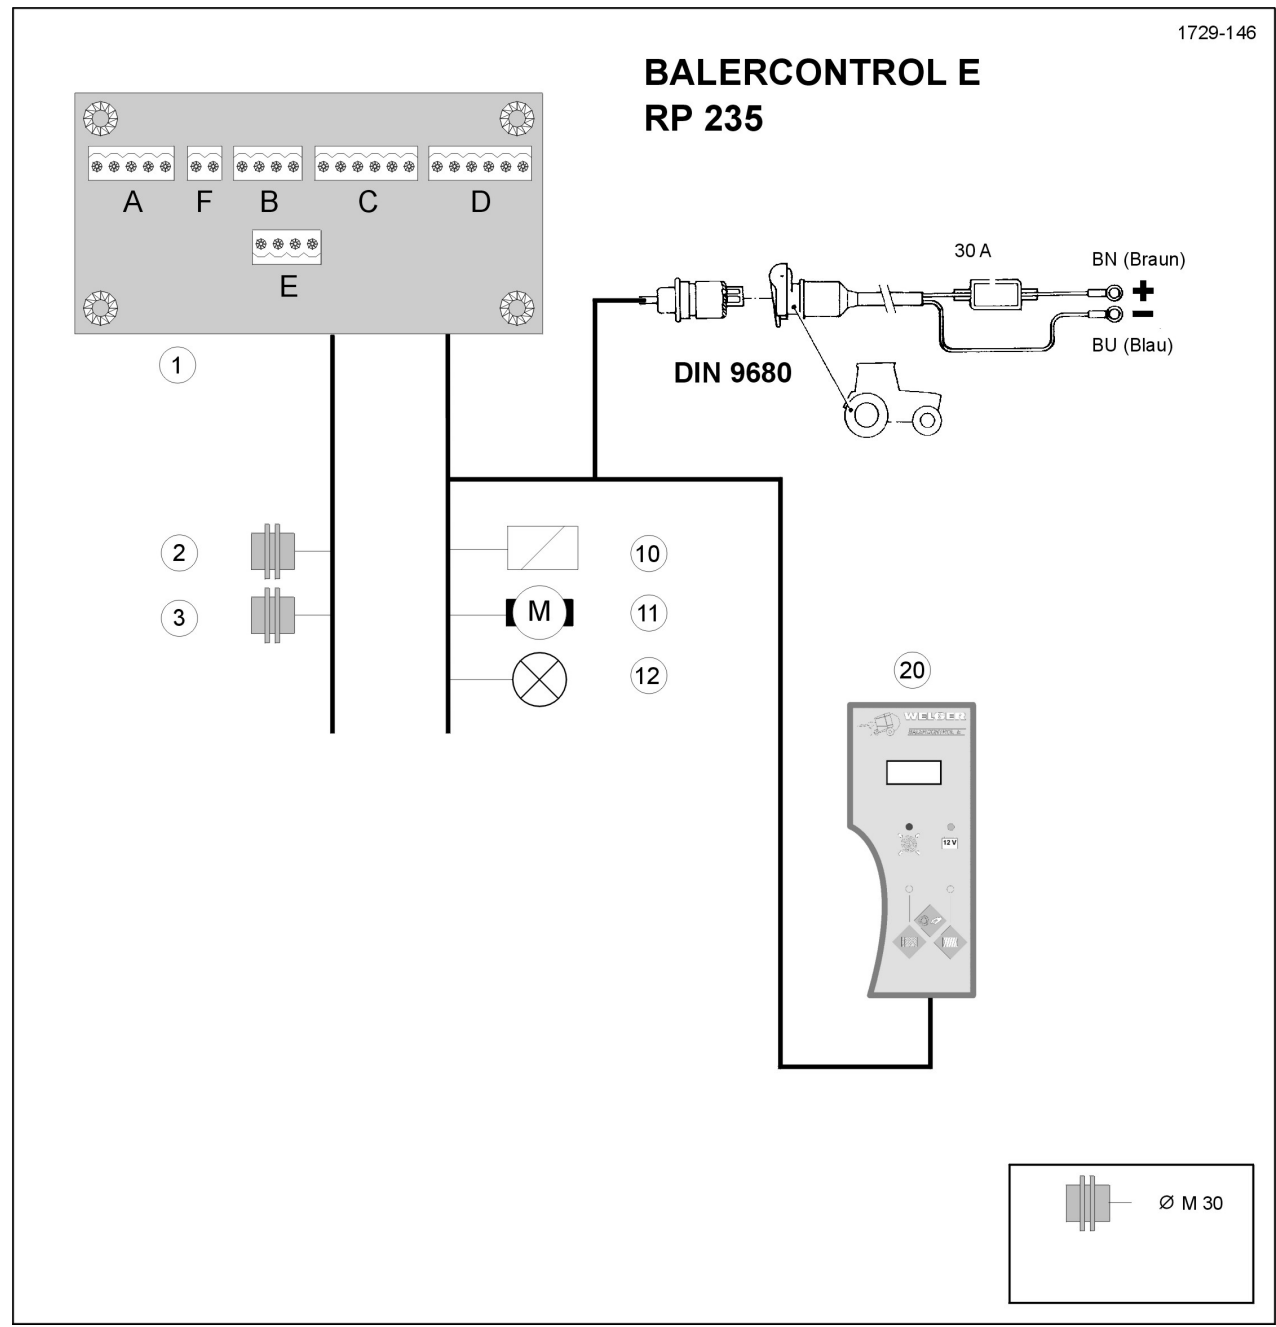 1729-146
BALERCONTROL E
RP 235
A F B C D
E
1
30 A
BN (Braun)
+
−
BU (Blau)
DIN 9680
2
3
10
M
11
12
20
BALERCONTROL E
12 V
Ø M 30